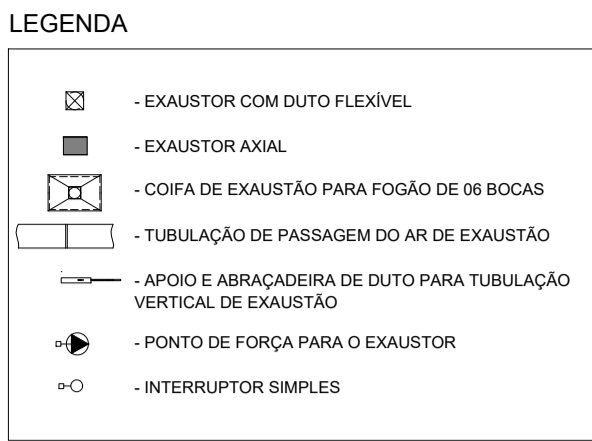 LEGENDA
- EXAUSTOR COM DUTO FLEXÍVEL
- EXAUSTOR AXIAL
- COIFA DE EXAUSTÃO PARA FOGÃO DE 06 BOCAS
- TUBULAÇÃO DE PASSAGEM DO AR DE EXAUSTÃO
- APOIO E ABRAÇADEIRA DE DUTO PARA TUBULAÇÃO
VERTICAL DE EXAUSTÃO
- PONTO DE FORÇA PARA O EXAUSTOR
- INTERRUPTOR SIMPLES